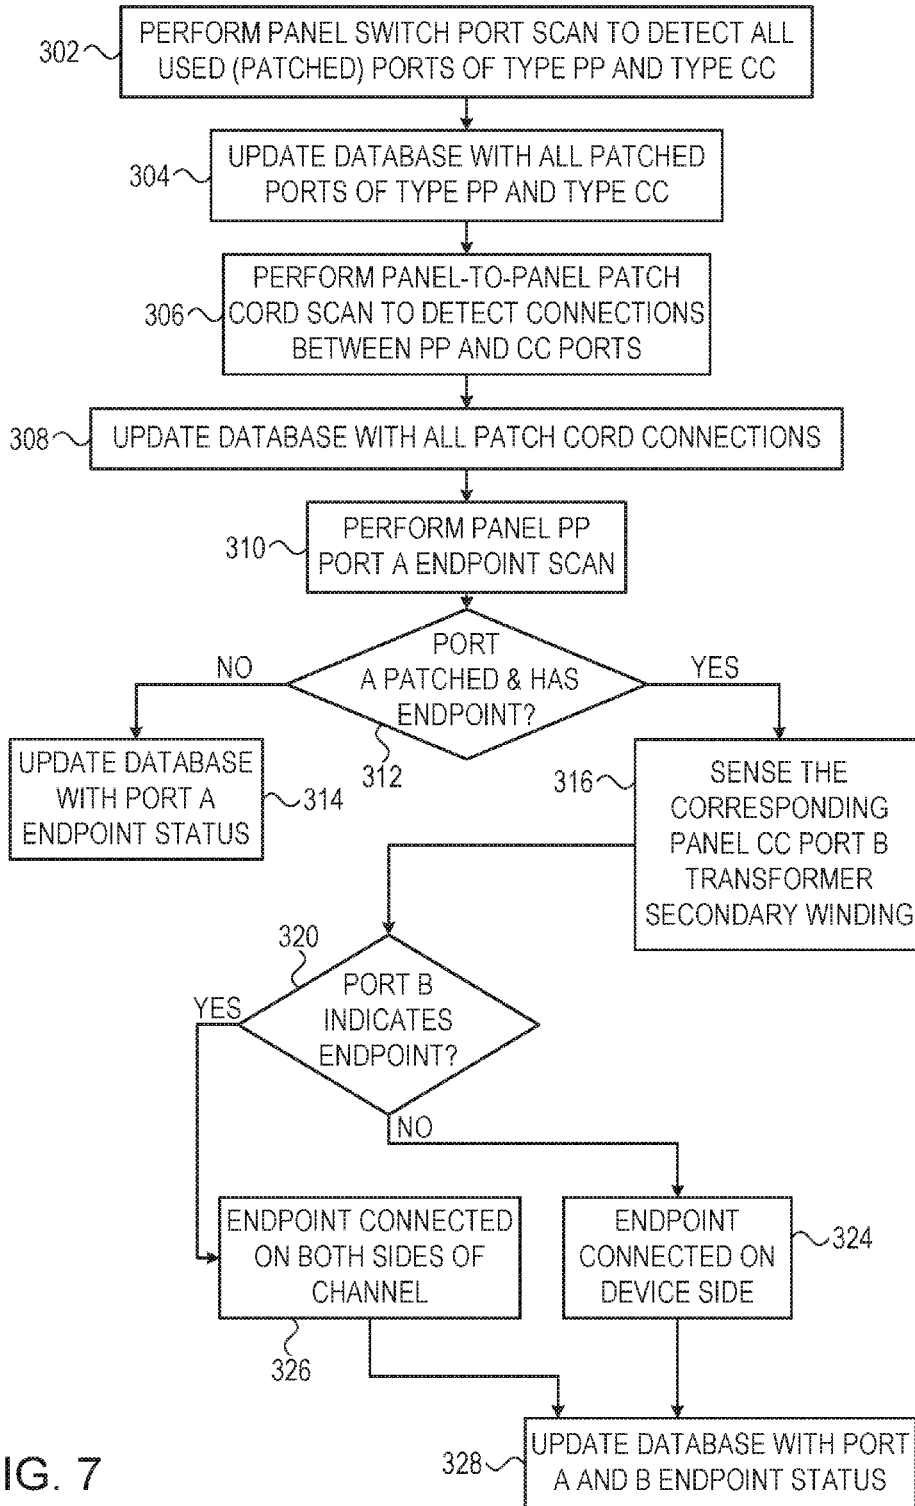 302
PERFORM PANEL SWITCH PORT SCAN TO DETECT ALL
USED (PATCHED) PORTS OF TYPE PP AND TYPE CC
304
UPDATE DATABASE WITH ALL PATCHED
PORTS OF TYPE PP AND TYPE CC
306
PERFORM PANEL-TO-PANEL PATCH
CORD SCAN TO DETECT CONNECTIONS
BETWEEN PP AND CC PORTS
308
UPDATE DATABASE WITH ALL PATCH CORD CONNECTIONS
310
PERFORM PANEL PP
PORT A ENDPOINT SCAN
PORT
A PATCHED & HAS
ENDPOINT?
312
NO
YES
UPDATE DATABASE
WITH PORT A
ENDPOINT STATUS
314
316
SENSE THE
CORRESPONDING
PANEL CC PORT B
TRANSFORMER
SECONDARY WINDING
320
PORT B
INDICATES
ENDPOINT?
YES
NO
ENDPOINT CONNECTED
ON BOTH SIDES OF
CHANNEL
326
ENDPOINT
CONNECTED ON
DEVICE SIDE
324
328
UPDATE DATABASE WITH PORT
A AND B ENDPOINT STATUS
IG. 7